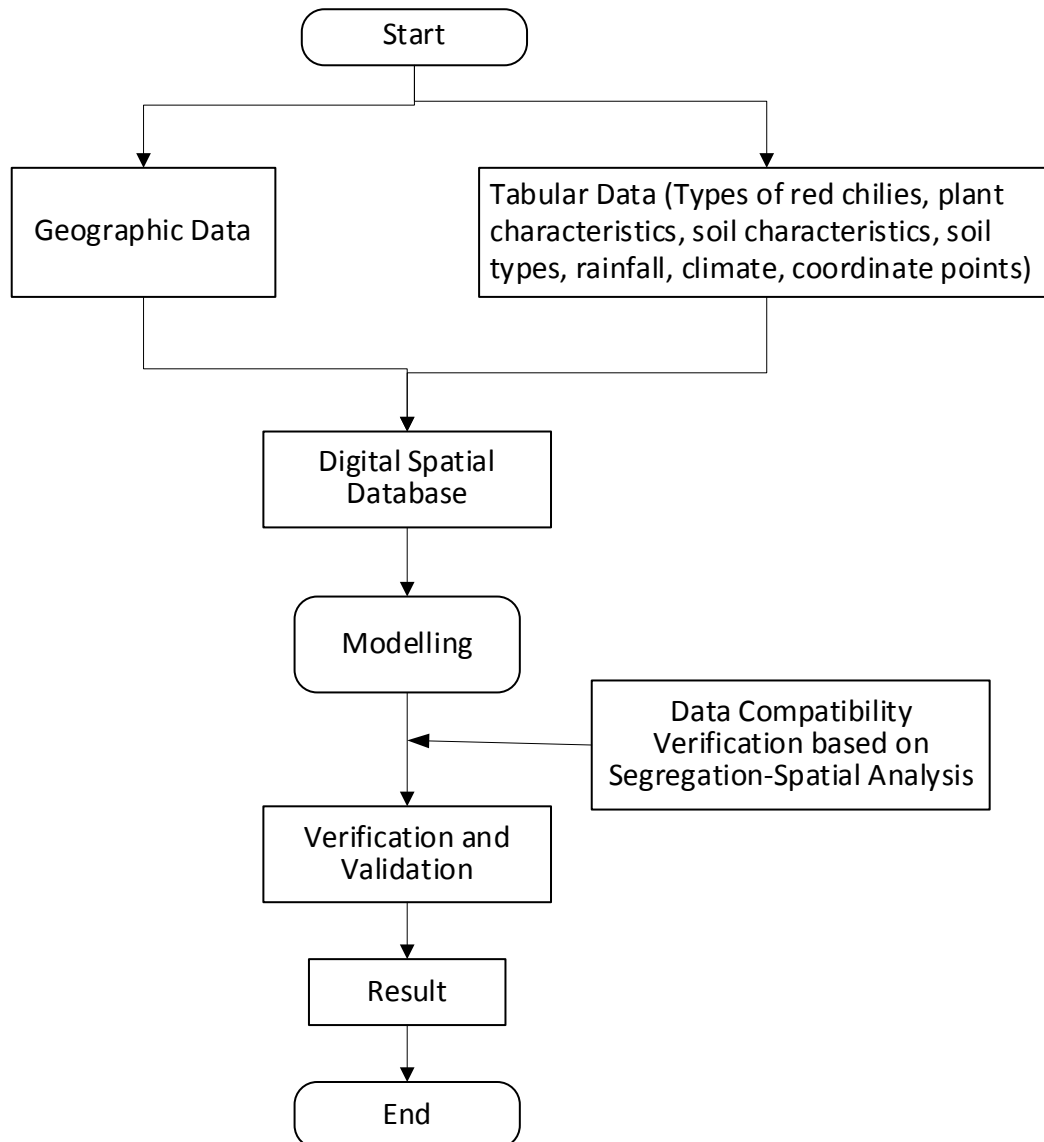 Start
Geographic Data
Tabular Data (Types of red chilies, plant
characteristics, soil characteristics, soil
types, rainfall, climate, coordinate points)
Digital Spatial
Database
Modelling
Data Compatibility
Verification based on
Segregation-Spatial Analysis
Verification and
Validation
Result
End